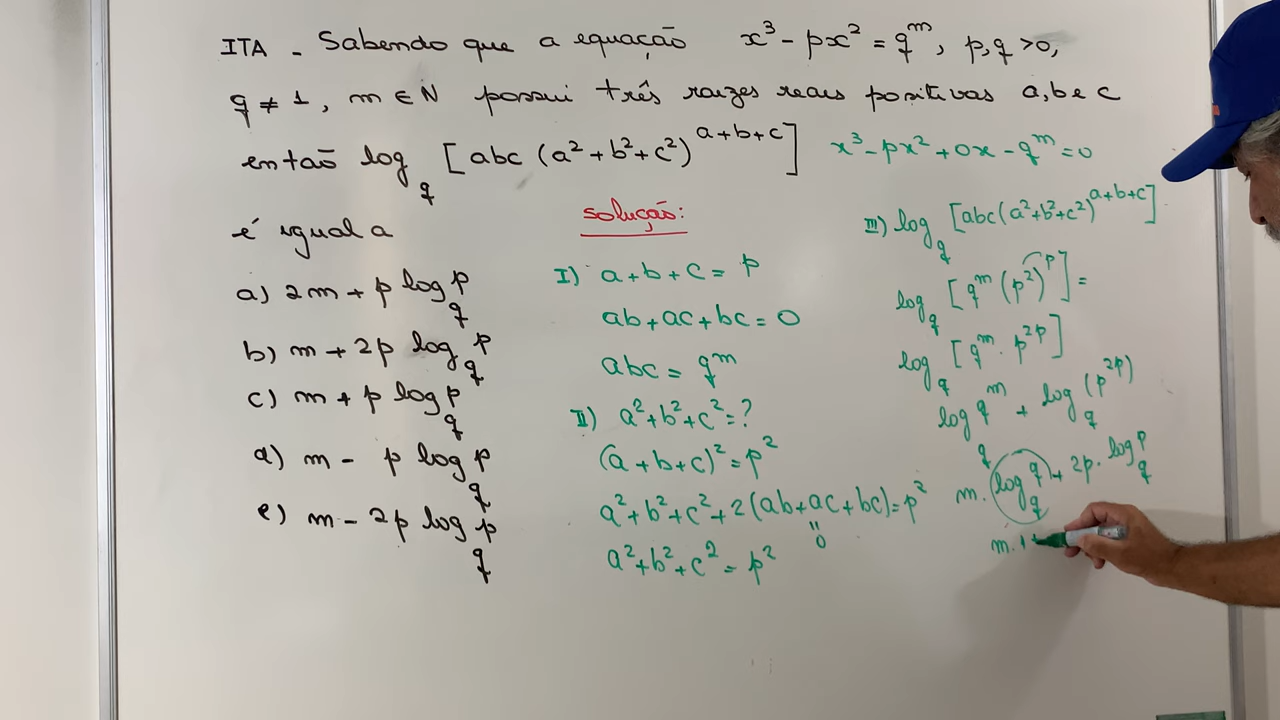 ITA - Sabendo que a equação x³ - px² = q^m, p,q >0,
q ≠ 1, m ∈ N possui três raízes reais positivas a, b e c
então log_q [abc (a²+b²+c²)^(a+b+c)]
x³-px²+0x-q^m=0
é igual a
a) 2m + p log_q p
b) m + 2p log_q p
c) m + p log_q p
d) m - p log_q p
e) m - 2p log_q p
solução:
I) a+b+c = p
ab+ac+bc = 0
abc = q^m
II) a²+b²+c²=?
(a+b+c)²=p²
a²+b²+c²+2(ab+ac+bc)=p²
"
0
a²+b²+c²=p²
III) log_q [abc(a²+b²+c²)^(a+b+c)]
log_q [q^m (p²)^p]=
log_q [q^m . p^(2p)]
log_q q^m + log_q (p^(2p))
m. log_q q + 2p. log_q p
m.1+